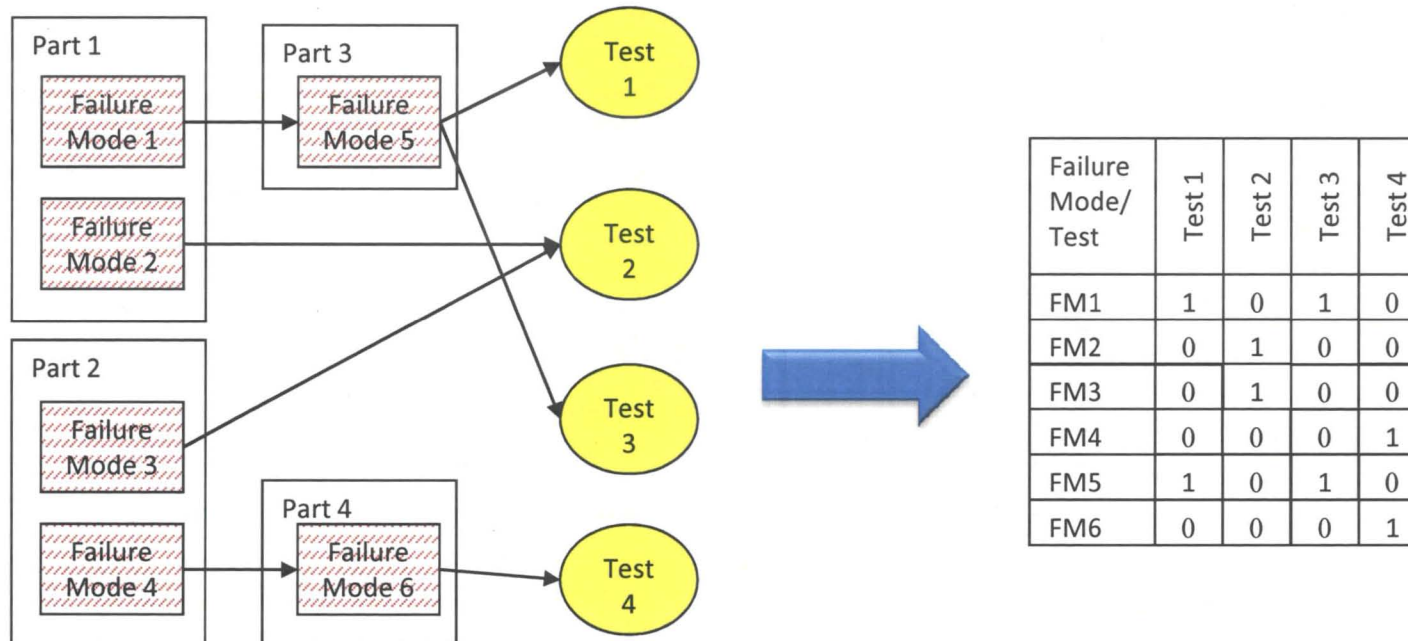 Part 1
Failure
Mode 1
Failure
Mode 2
Part 3
Failure
Mode 5
Part 2
Failure
Mode 3
Failure
Mode 4
Part 4
Failure
Mode 6
Test
1
Test
2
Test
3
Test
4
Failure
Mode/
Test
Test 1
Test 2
Test 3
Test 4
FM1 1 0 1 0
FM2 0 1 0 0
FM3 0 1 0 0
FM4 0 0 0 1
FM5 1 0 1 0
FM6 0 0 0 1